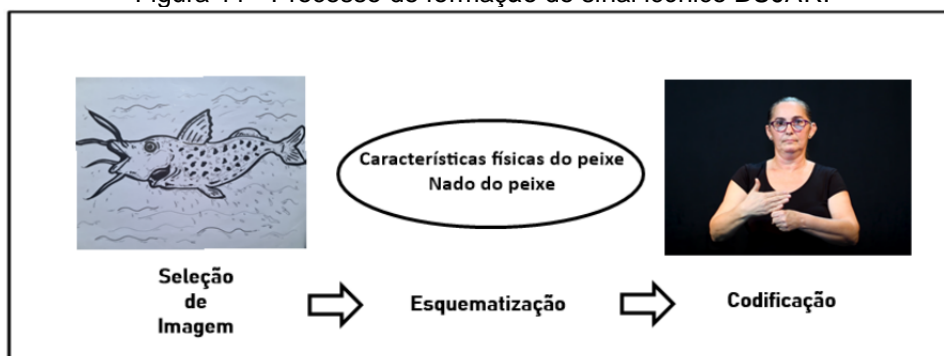 Características físicas do peixe
Nado do peixe
Seleção
de
Imagem
Esquematização
Codificação